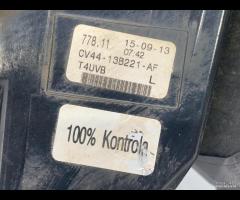 778.11 15-09-13
07:42
CV44-13B221-AF
T4UVB L
100% Kontrola